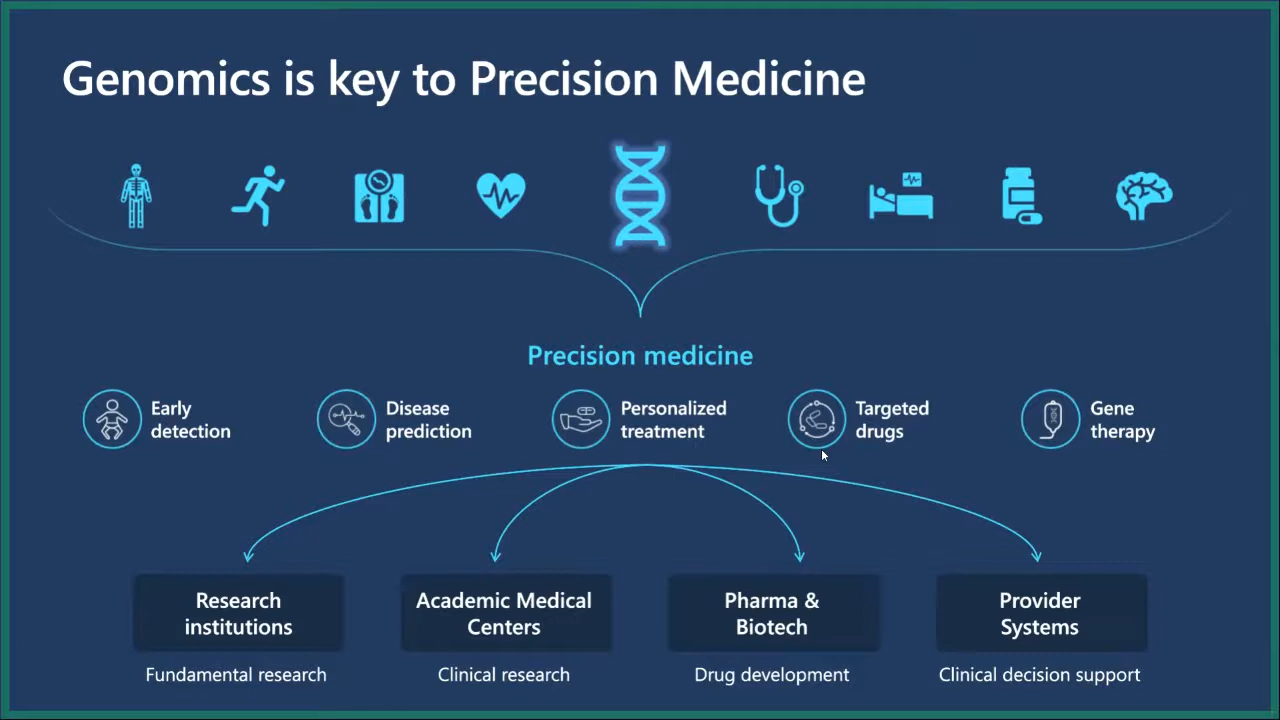 Genomics is key to Precision Medicine
Precision medicine
Early
detection
Disease
prediction
Personalized
treatment
Targeted
drugs
Gene
therapy
Research
institutions
Academic Medical
Centers
Pharma &
Biotech
Provider
Systems
Fundamental research
Clinical research
Drug development
Clinical decision support